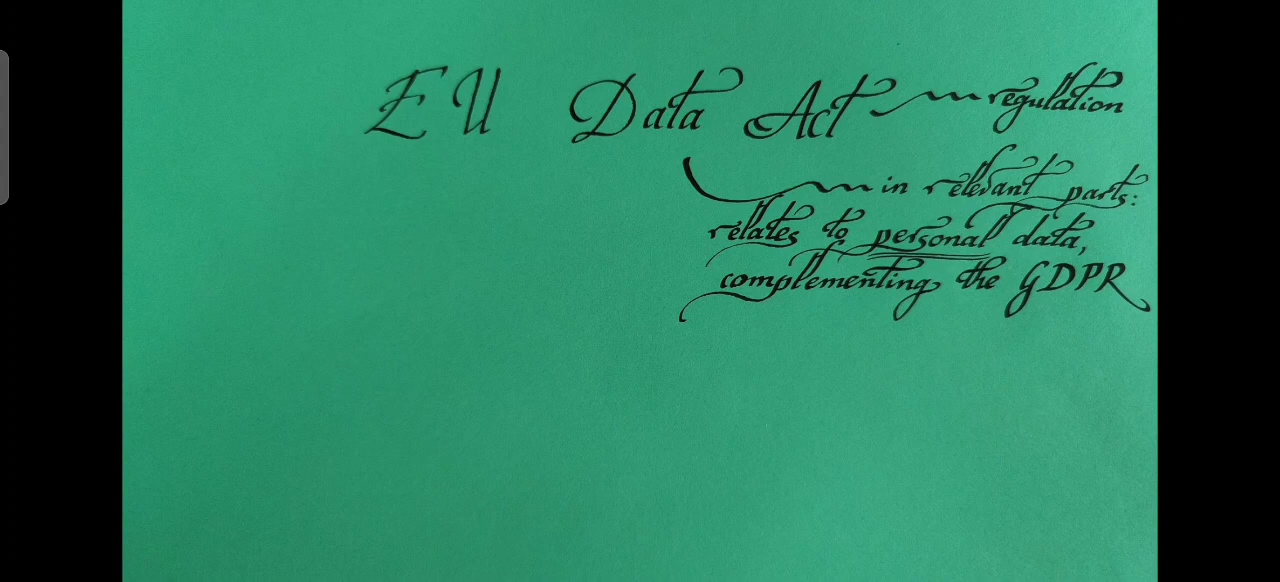 EU Data Act regulation
in relevant parts:
relates to personal data,
complementing the GDPR